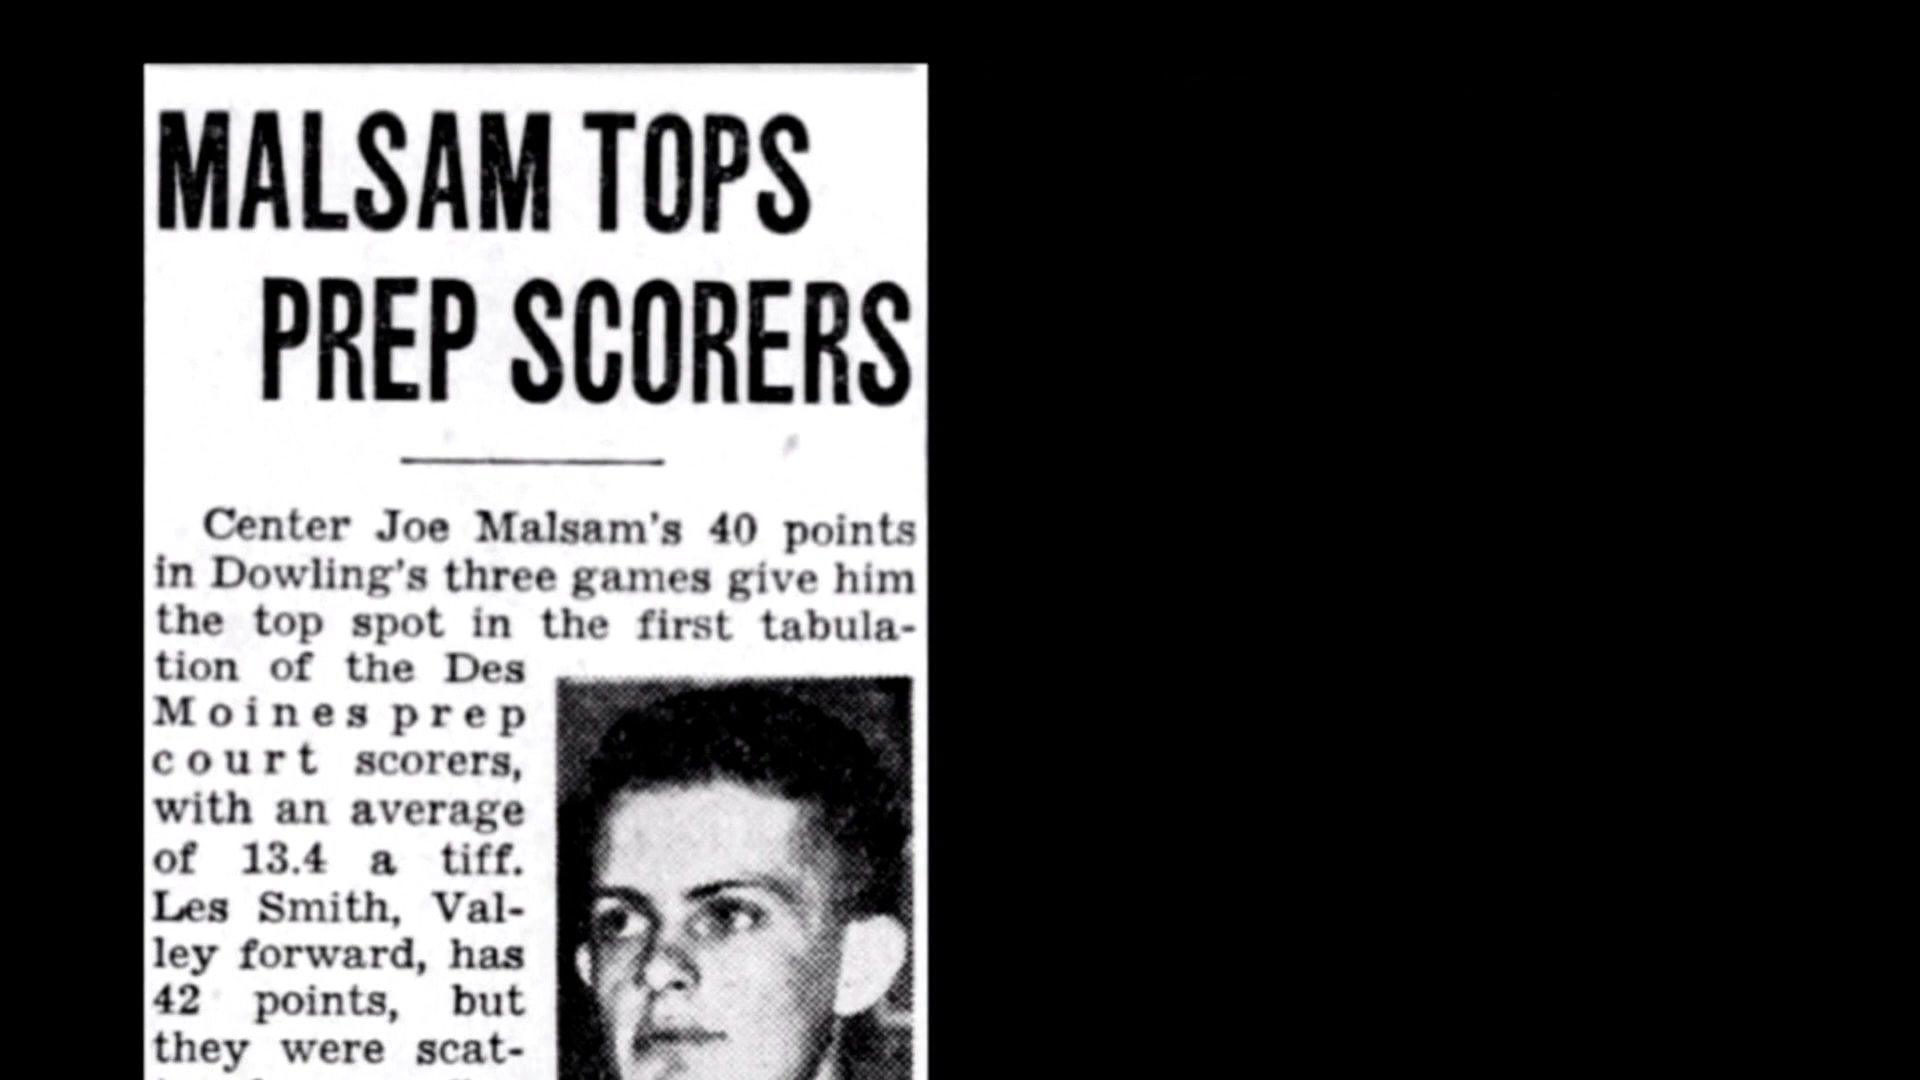 MALSAM TOPS
PREP SCORERS
Center Joe Malsam's 40 points
in Dowling's three games give him
the top spot in the first tabula-
tion of the Des
Moines prep
court scorers,
with an average
of 13.4 a tiff.
Les Smith, Val-
ley forward, has
42 points, but
they were scat-